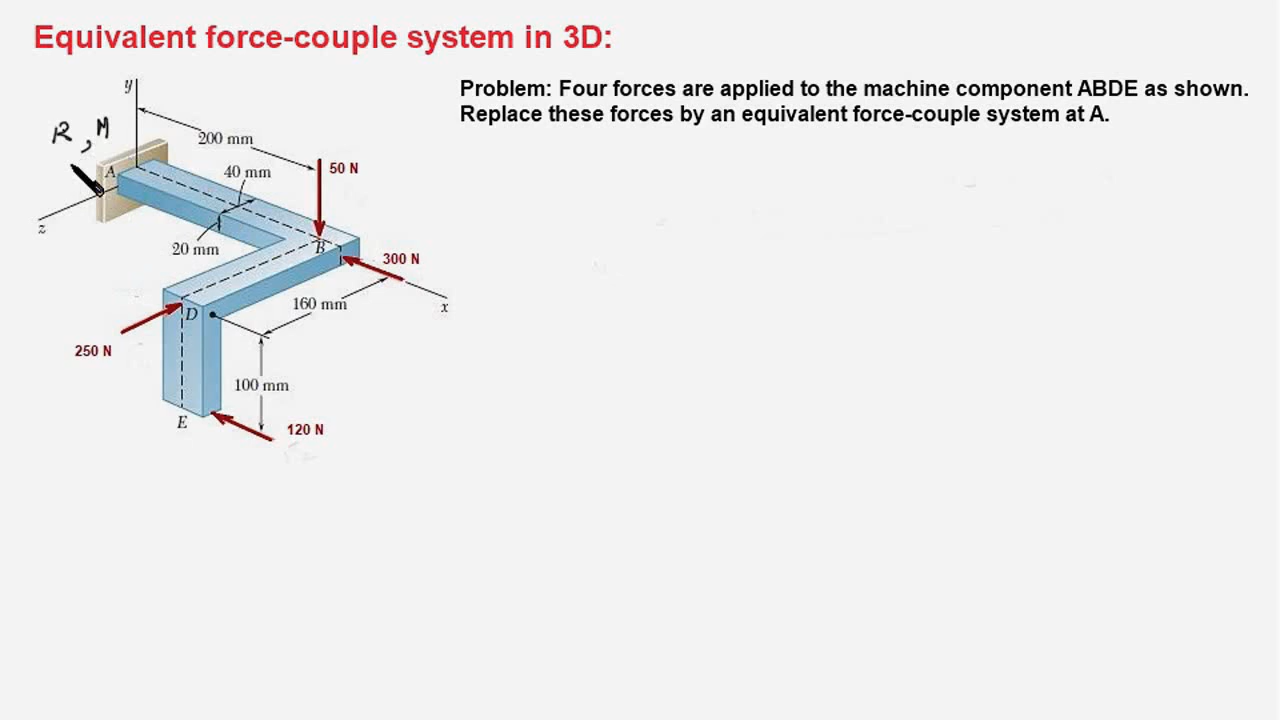 Equivalent force-couple system in 3D:
Problem: Four forces are applied to the machine component ABDE as shown.
Replace these forces by an equivalent force-couple system at A.
y
R, M
200 mm
50 N
A
40 mm
z
20 mm
B
300 N
160 mm
x
D
250 N
100 mm
E
120 N